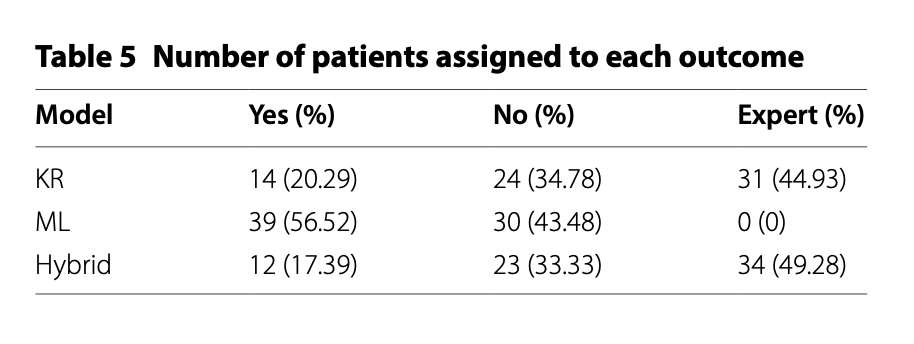 Table 5 Number of patients assigned to each outcome
Model Yes (%) No (%) Expert (%)
KR 14 (20.29) 24 (34.78) 31 (44.93)
ML 39 (56.52) 30 (43.48) 0 (0)
Hybrid 12 (17.39) 23 (33.33) 34 (49.28)